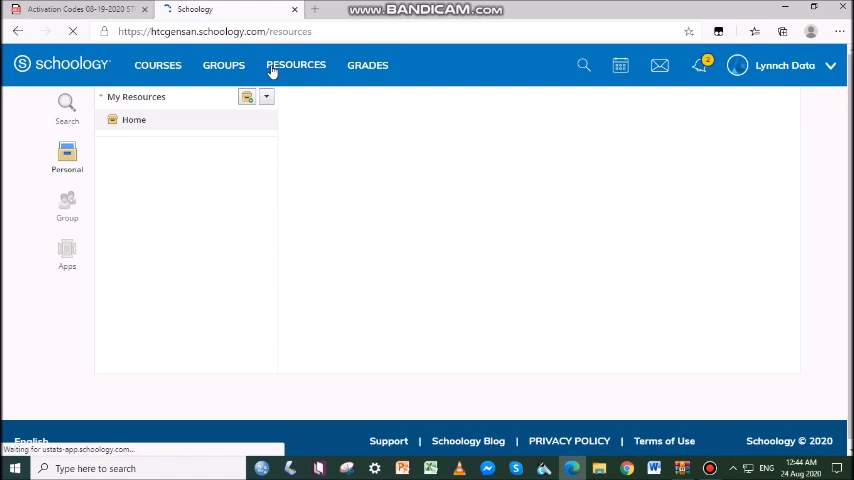 Activation Codes 08-19-2020 ST
Schoology
www.BANDICAM.com
https://htcgensan.schoology.com/resources
schoology
COURSES
GROUPS
RESOURCES
GRADES
2
Lynnch Data
Search
Personal
Group
Apps
My Resources
Home
English
Support | Schoology Blog | PRIVACY POLICY | Terms of Use
Schoology © 2020
Waiting for ustats-app.schoology.com...
Type here to search
ENG
12:44 AM
24 Aug 2020